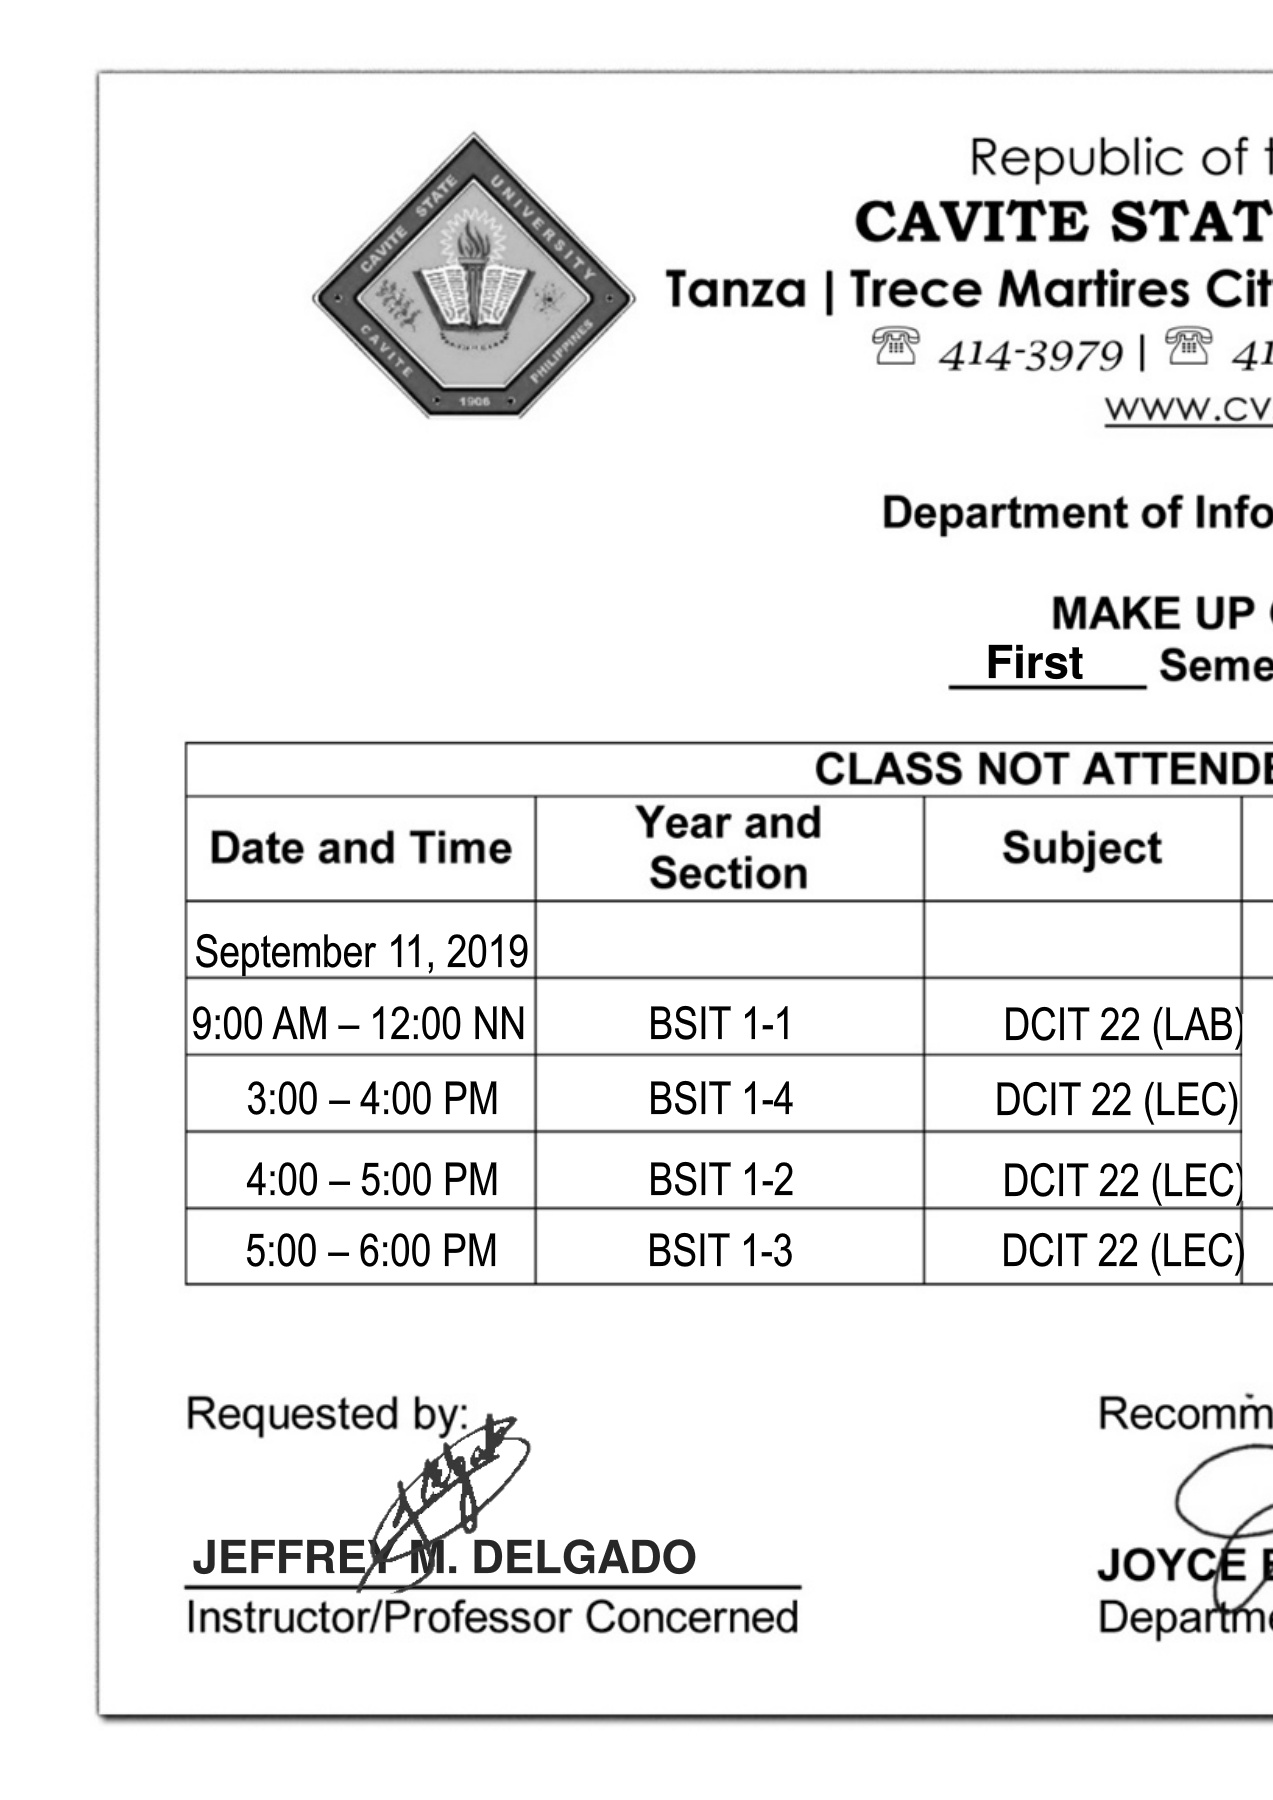 CAVITE STATE UNIVERSITY
CAVITE PHILIPPINES
1906
Republic of t
CAVITE STAT
Tanza | Trece Martires Cit
☏ 414-3979 | ☏ 41
www.cv
Department of Info
MAKE UP
First Seme
CLASS NOT ATTENDE
Date and Time Year and Section Subject
September 11, 2019
9:00 AM – 12:00 NN BSIT 1-1 DCIT 22 (LAB)
3:00 – 4:00 PM BSIT 1-4 DCIT 22 (LEC)
4:00 – 5:00 PM BSIT 1-2 DCIT 22 (LEC)
5:00 – 6:00 PM BSIT 1-3 DCIT 22 (LEC)
Requested by: Recomm
JEFFREY M. DELGADO JOYCE E
Instructor/Professor Concerned Departme